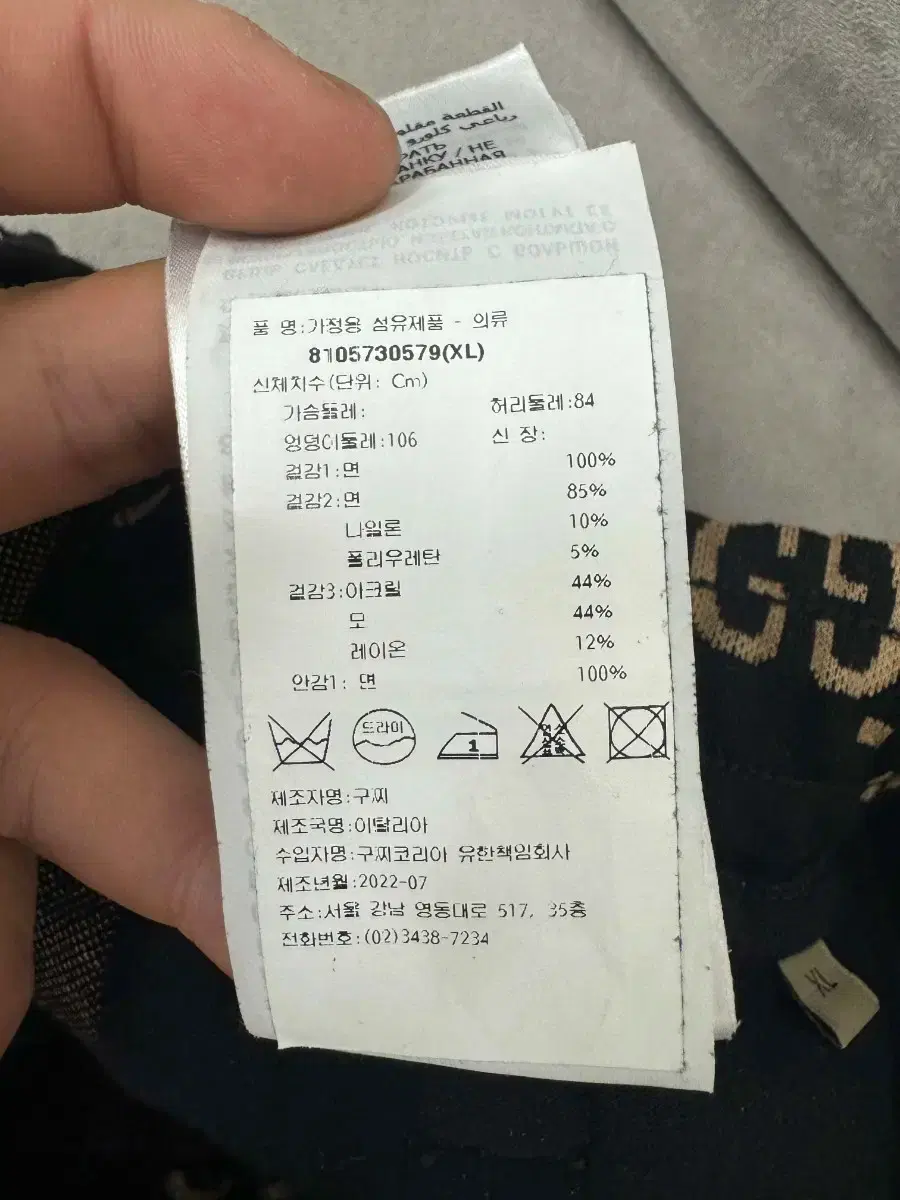 القطعة
رباعي كلورو
РАТЬ
АНКУ / НЕ
РАБАННАЯ
품 명:가정용 섬유제품 - 의류
8105730579(XL)
신체치수(단위: Cm)
가슴둘레: 허리둘레:84
엉덩이둘레:106 신 장:
겉감1:면 100%
겉감2:면 85%
나일론 10%
폴리우레탄 5%
겉감3:아크릴 44%
모 44%
레이온 12%
안감1: 면 100%
드라이
1
제조자명:구찌
제조국명:이탈리아
수입자명:구찌코리아 유한책임회사
제조년월:2022-07
주소:서울 강남 영동대로 517, 35층
전화번호:(02)3438-7234
XL